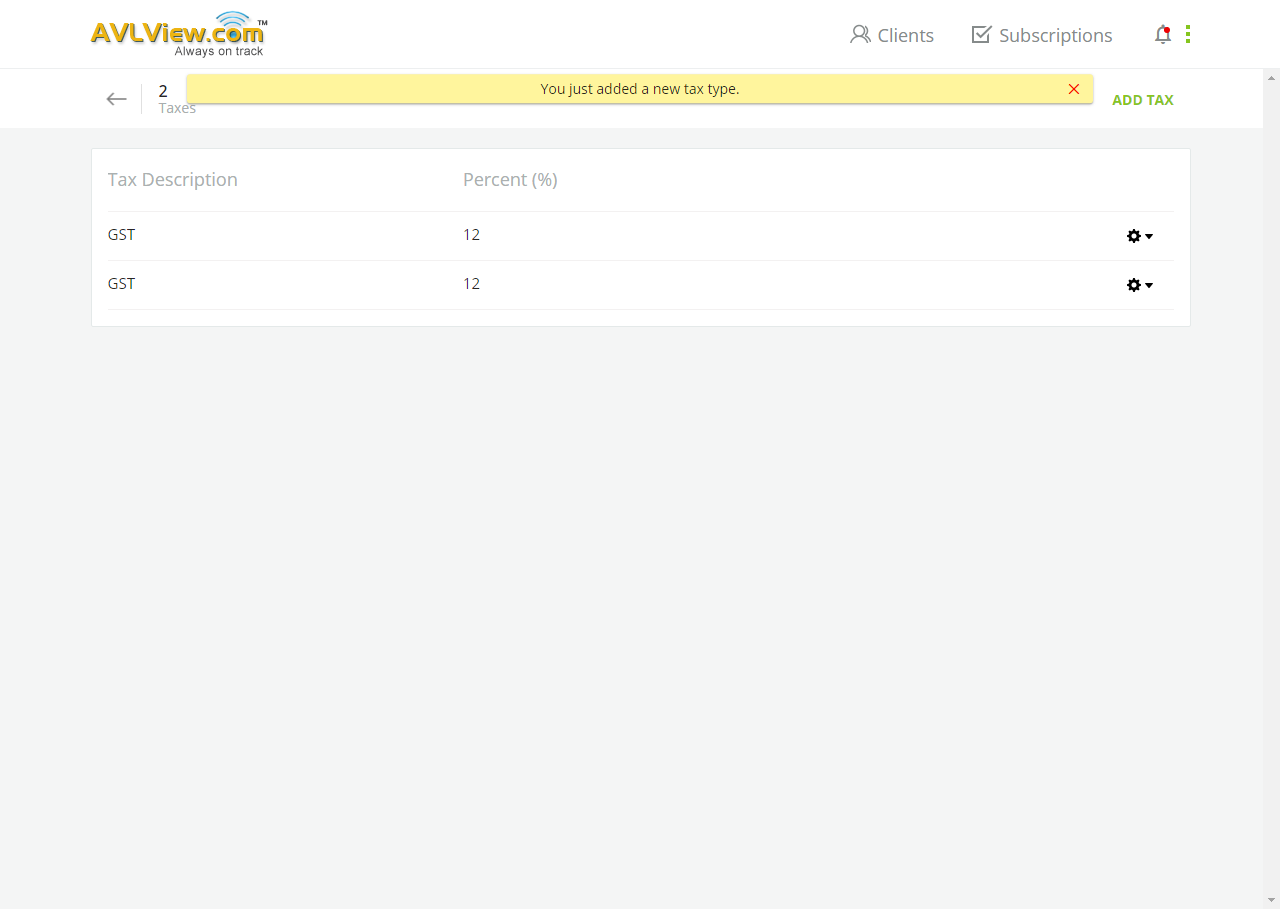 AVLView.com™
Always on track
Clients
Subscriptions
2
Taxes
You just added a new tax type.
ADD TAX
Tax Description
Percent (%)
GST
12
GST
12